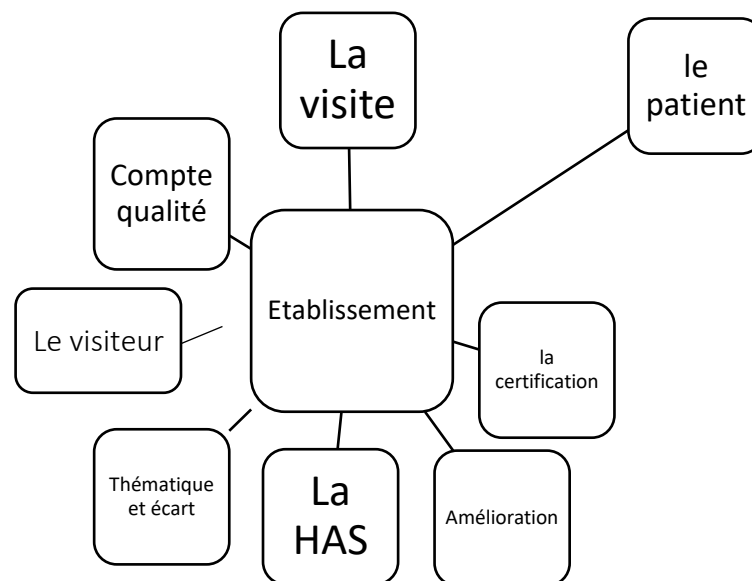 La
visite
le
patient
Compte
qualité
Etablissement
Le visiteur
la
certification
Thématique
et écart
La
HAS
Amélioration